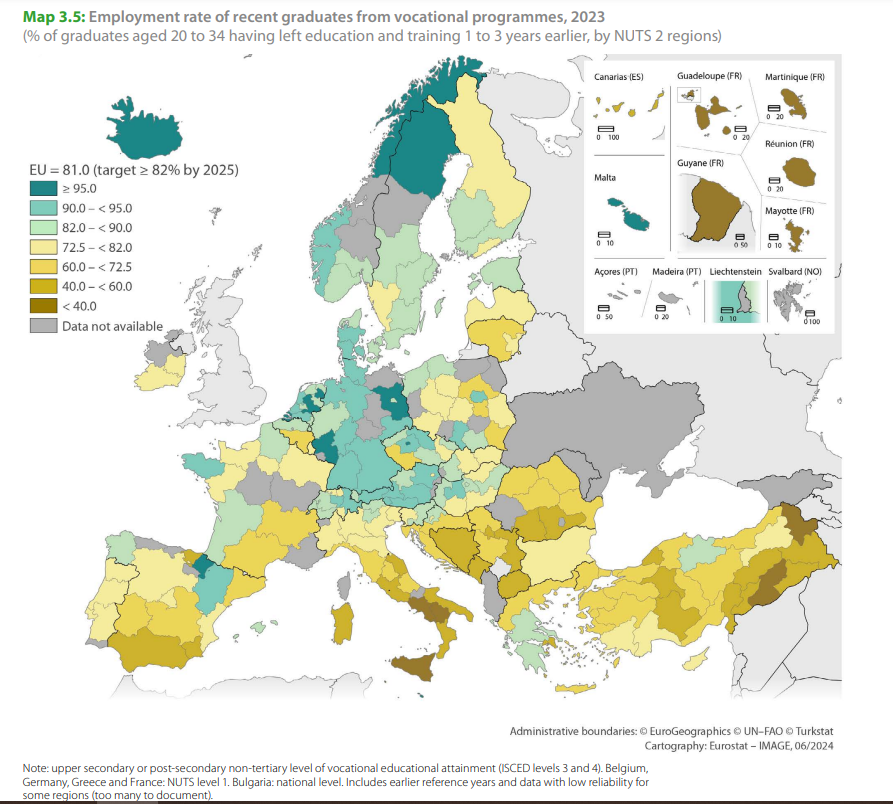 Map 3.5: Employment rate of recent graduates from vocational programmes, 2023
(% of graduates aged 20 to 34 having left education and training 1 to 3 years earlier, by NUTS 2 regions)
EU = 81.0 (target ≥ 82% by 2025)
≥ 95.0
90.0 – < 95.0
82.0 – < 90.0
72.5 – < 82.0
60.0 – < 72.5
40.0 – < 60.0
< 40.0
Data not available
Canarias (ES)
0 100
Guadeloupe (FR)
0 20
Martinique (FR)
0 20
Malta
0 10
Guyane (FR)
0 50
Réunion (FR)
0 20
Mayotte (FR)
0 10
Açores (PT)
0 50
Madeira (PT)
0 20
Liechtenstein
0 10
Svalbard (NO)
0 100
Administrative boundaries: © EuroGeographics © UN–FAO © Turkstat
Cartography: Eurostat – IMAGE, 06/2024
Note: upper secondary or post-secondary non-tertiary level of vocational educational attainment (ISCED levels 3 and 4). Belgium,
Germany, Greece and France: NUTS level 1. Bulgaria: national level. Includes earlier reference years and data with low reliability for
some regions (too many to document).